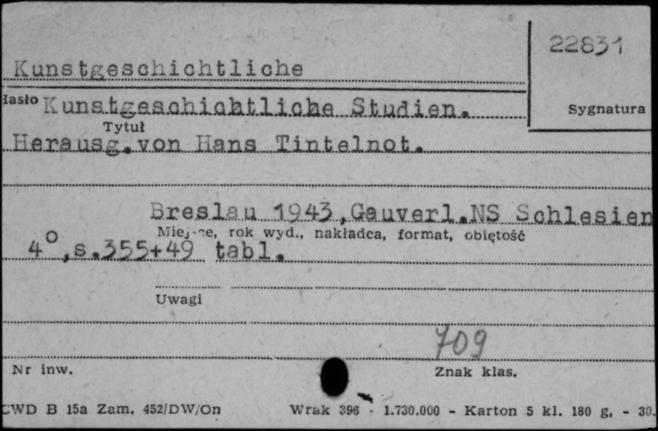 22831
Kunstgeschichtliche
Hasło Kunstgeschichtliche Studien. Sygnatura
Tytuł
Herausg.von Hans Tintelnot.
Breslau 1943,Gauverl.NS Schlesien
Miejsce, rok wyd., nakładca, format, obiętość
4°,s.355+49 tabl.
Uwagi
709
Nr inw. Znak klas.
CWD B 15a Zam. 452/DW/On Wrak 396 - 1.730.000 - Karton 5 kl. 180 g. - 30.